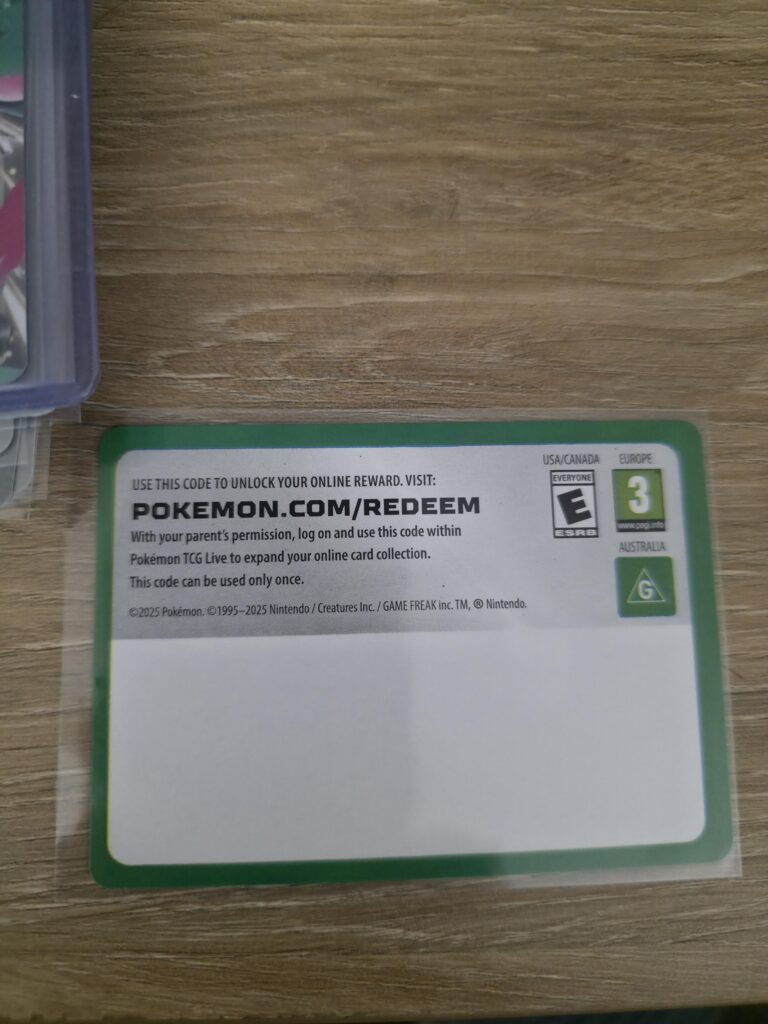 USE THIS CODE TO UNLOCK YOUR ONLINE REWARD. VISIT:
POKEMON.COM/REDEEM
With your parent's permission, log on and use this code within
Pokémon TCG Live to expand your online card collection.
This code can be used only once.
©2025 Pokémon. ©1995–2025 Nintendo / Creatures Inc. / GAME FREAK inc. TM, ® Nintendo.
USA/CANADA
EVERYONE
E
ESRB
EUROPE
3
www.pegi.info
AUSTRALIA
G